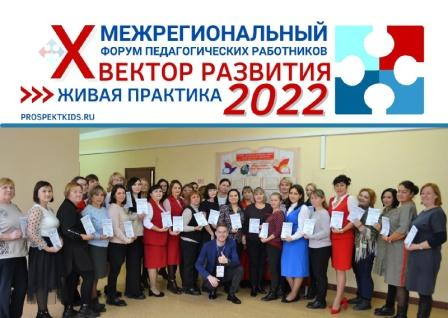 X МЕЖРЕГИОНАЛЬНЫЙ
ФОРУМ ПЕДАГОГИЧЕСКИХ РАБОТНИКОВ
ВЕКТОР РАЗВИТИЯ
>>> ЖИВАЯ ПРАКТИКА 2022
PROSPEKTKIDS.RU